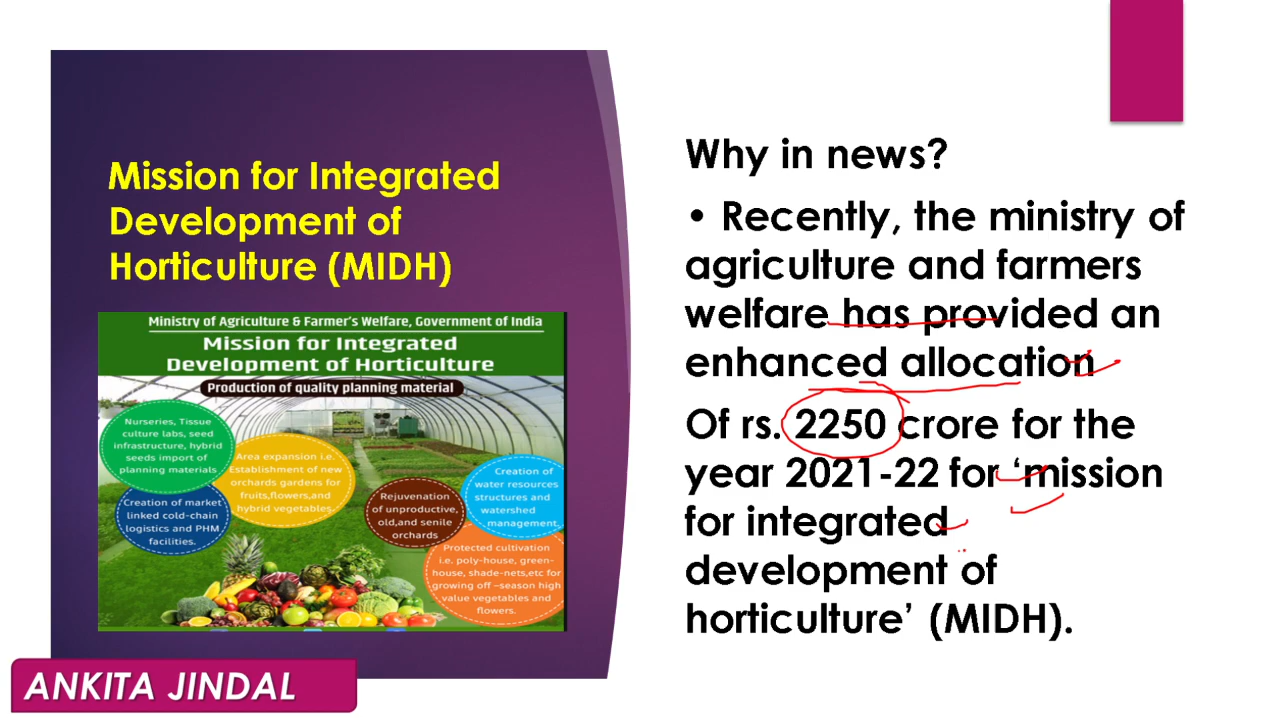 Mission for Integrated
Development of
Horticulture (MIDH)
Ministry of Agriculture & Farmer's Welfare, Government of India
Mission for Integrated
Development of Horticulture
Production of quality planning material
Nurseries, Tissue
culture labs, seed
infrastructure, hybrid
seeds import of
planting materials
Area expansion i.e.
Establishment of new
orchards gardens for
fruits,flowers,and
hybrid vegetables.
Creation of market
linked cold-chain
logistics and PHM
facilities.
Rejuvenation
of unproductive,
old,and senile
orchards
Creation of
water resources
structures and
watershed
management,
Protected cultivation
i.e. poly-house, green-
house, shade-nets,etc for
growing off –season high
value vegetables and
flowers.
Why in news?
• Recently, the ministry of
agriculture and farmers
welfare has provided an
enhanced allocation
Of rs. 2250 crore for the
year 2021-22 for ‘mission
for integrated
development of
horticulture’ (MIDH).
ANKITA JINDAL